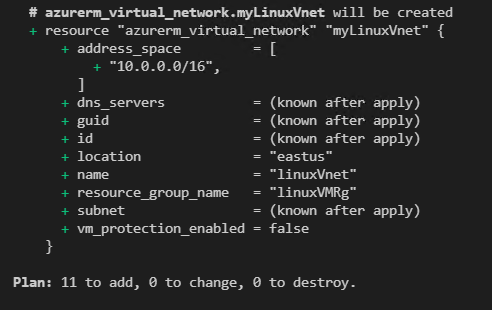 # azurerm_virtual_network.myLinuxVnet will be created
+ resource "azurerm_virtual_network" "myLinuxVnet" {
+ address_space = [
+ "10.0.0.0/16",
]
+ dns_servers = (known after apply)
+ guid = (known after apply)
+ id = (known after apply)
+ location = "eastus"
+ name = "linuxVnet"
+ resource_group_name = "linuxVMRg"
+ subnet = (known after apply)
+ vm_protection_enabled = false
}
Plan: 11 to add, 0 to change, 0 to destroy.